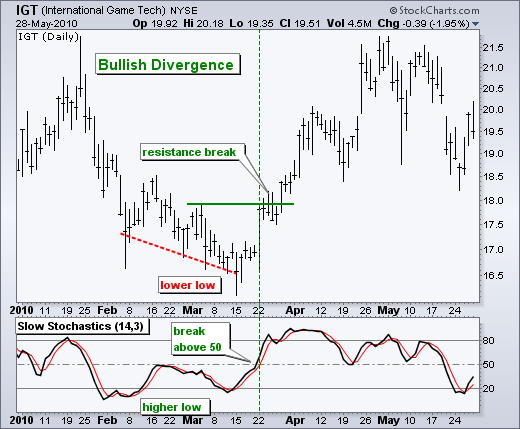 IGT (International Game Tech) NYSE © StockCharts.com
28-May-2010 Op 19.92 Hi 20.18 Lo 19.35 Cl 19.51 Vol 4.5M Chg -0.39 (-1.95%)
IGT (Daily)
Bullish Divergence
21.5
21.0
20.5
20.0
19.5
19.0
18.5
18.0
17.5
17.0
16.5
resistance break
lower low
2010 11 19 25 Feb 8 16 22 Mar 8 15 22 Apr 12 19 26 May 10 17 24
Slow Stochastics (14,3)
break
above 50
80
50
20
higher low
2010 11 19 25 Feb 8 16 22 Mar 8 15 22 Apr 12 19 26 May 10 17 24